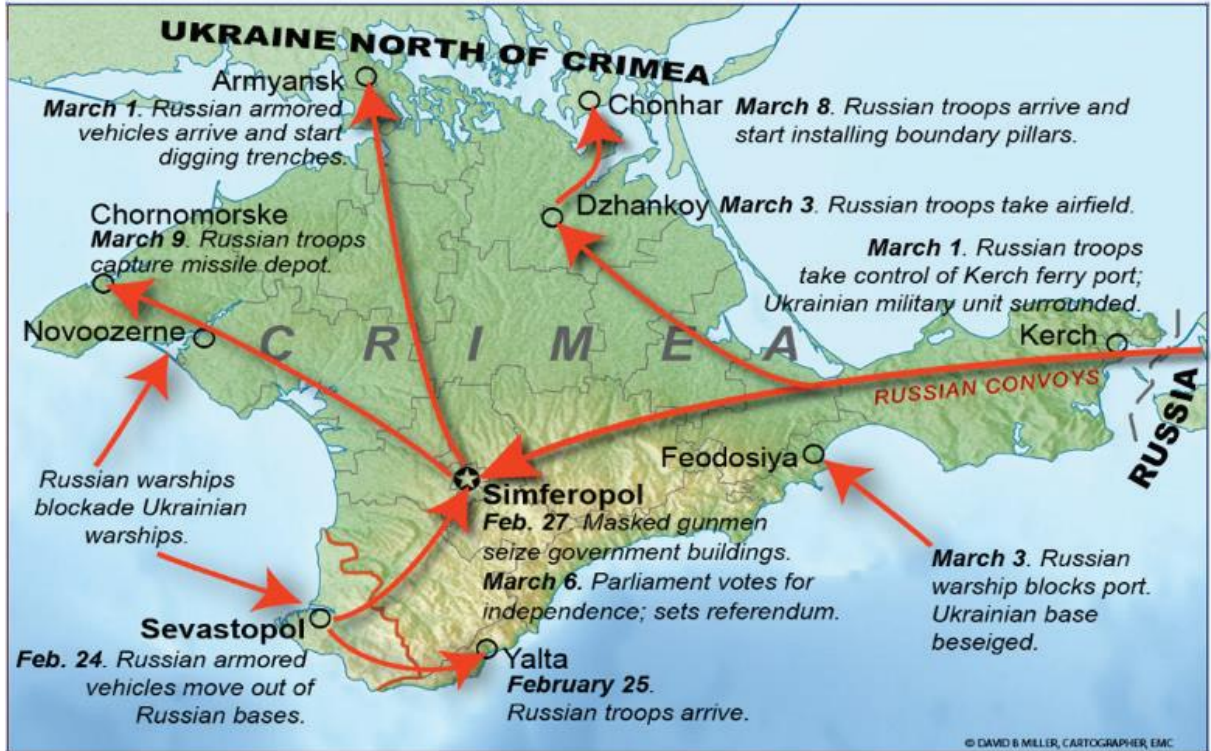 UKRAINE NORTH OF CRIMEA
Armyansk
March 1. Russian armored
vehicles arrive and start
digging trenches.
Chonhar
March 8. Russian troops arrive and
start installing boundary pillars.
Dzhankoy
March 3. Russian troops take airfield.
Chornomorske
March 9. Russian troops
capture missile depot.
March 1. Russian troops
take control of Kerch ferry port;
Ukrainian military unit surrounded.
Novoozerne
CRIMEA
Kerch
RUSSIAN CONVOYS
RUSSIA
Feodosiya
Russian warships
blockade Ukrainian
warships.
Simferopol
Feb. 27. Masked gunmen
seize government buildings.
March 6. Parliament votes for
independence; sets referendum.
March 3. Russian
warship blocks port.
Ukrainian base
beseiged.
Sevastopol
Feb. 24. Russian armored
vehicles move out of
Russian bases.
Yalta
February 25.
Russian troops arrive.
© DAVID B MILLER, CARTOGRAPHER, EMC